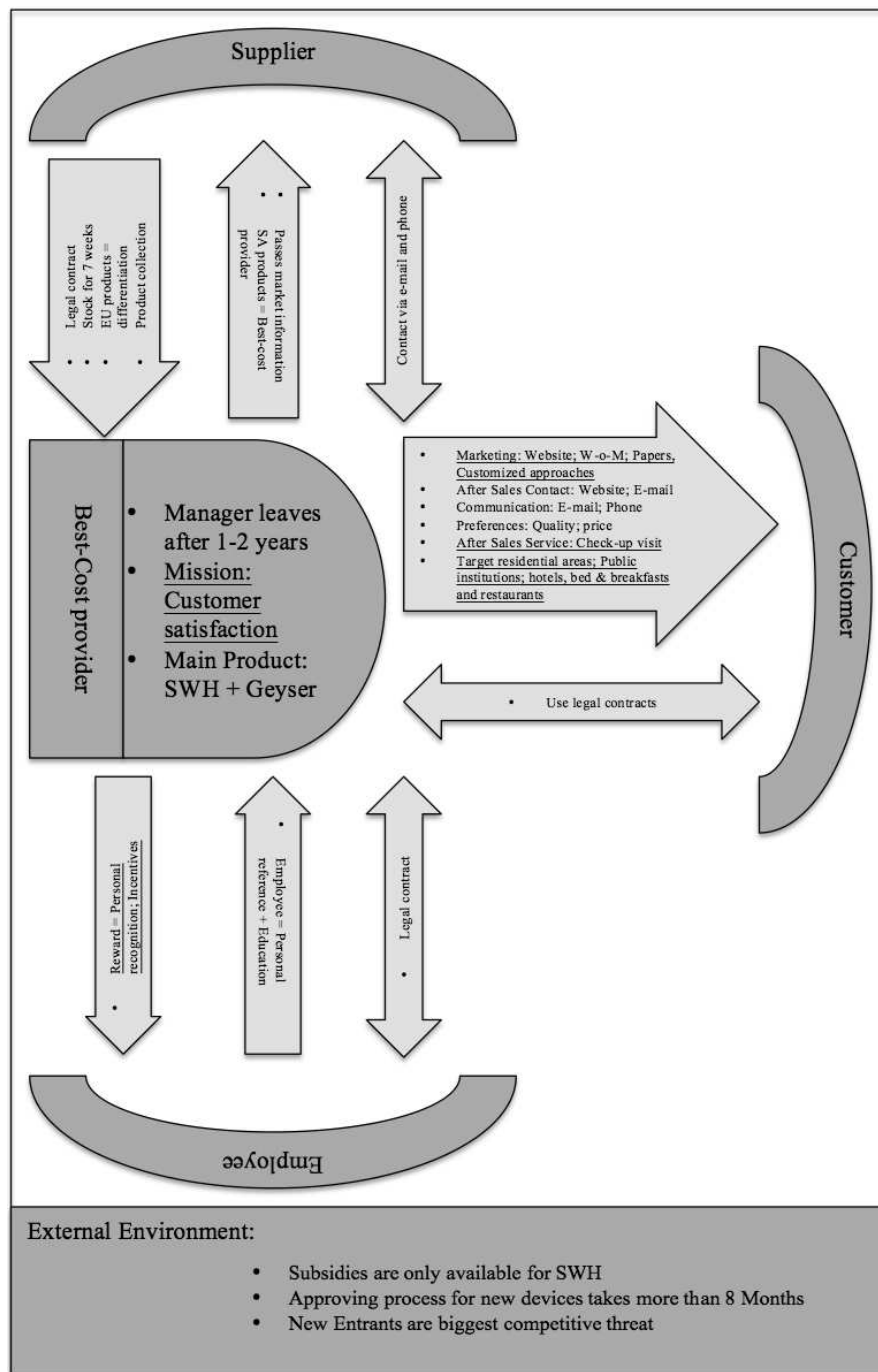 Supplier
• Legal contract
• Stock for 7 weeks
• EU products =
differentiation
• Product collection
• Passes market information
• SA products = Best-cost
provider
Contact via e-mail and phone
Best-Cost provider
• Manager leaves
after 1-2 years
• Mission:
Customer
satisfaction
• Main Product:
SWH + Geyser
• Marketing: Website; W-o-M; Papers,
Customized approaches
• After Sales Contact: Website; E-mail
• Communication: E-mail; Phone
• Preferences: Quality; price
• After Sales Service: Check-up visit
• Target residential areas; Public
institutions; hotels, bed & breakfasts
and restaurants
• Use legal contracts
Customer
• Reward = Personal
recognition; Incentives
• Employee = Personal
reference + Education
• Legal contract
Employee
External Environment:
• Subsidies are only available for SWH
• Approving process for new devices takes more than 8 Months
• New Entrants are biggest competitive threat